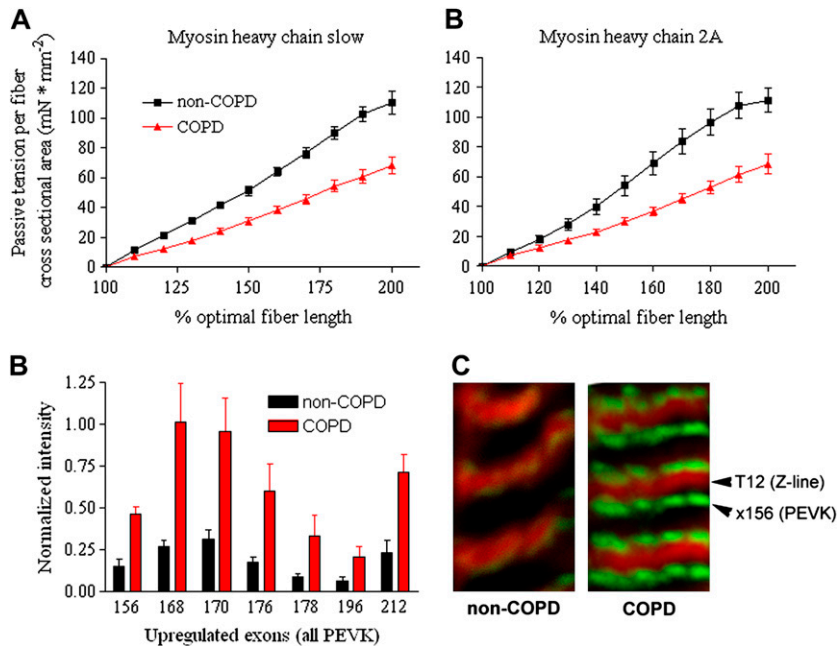 A
Myosin heavy chain slow
Passive tension per fiber
cross sectional area (mN * mm-2)
140
120
100
80
60
40
20
0
non-COPD
COPD
100
125
150
175
200
% optimal fiber length
B
Myosin heavy chain 2A
140
120
100
80
60
40
20
0
100
120
140
160
180
200
% optimal fiber length
B
Normalized intensity
1.25
1.00
0.75
0.50
0.25
0.00
non-COPD
COPD
156
168
170
176
178
196
212
Upregulated exons (all PEVK)
C
T12 (Z-line)
x156 (PEVK)
non-COPD
COPD